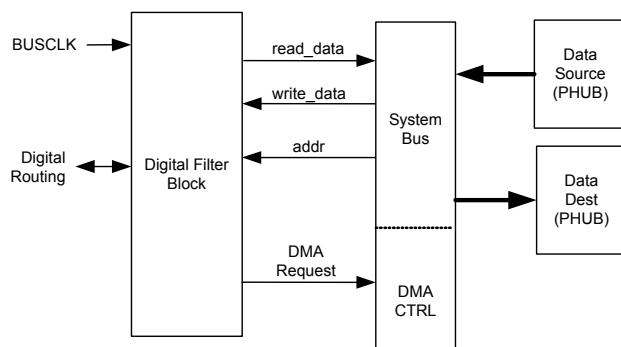 BUSCLK
Digital
Routing
Digital Filter
Block
read_data
write_data
addr
DMA
Request
System
Bus
DMA
CTRL
Data
Source
(PHUB)
Data
Dest
(PHUB)